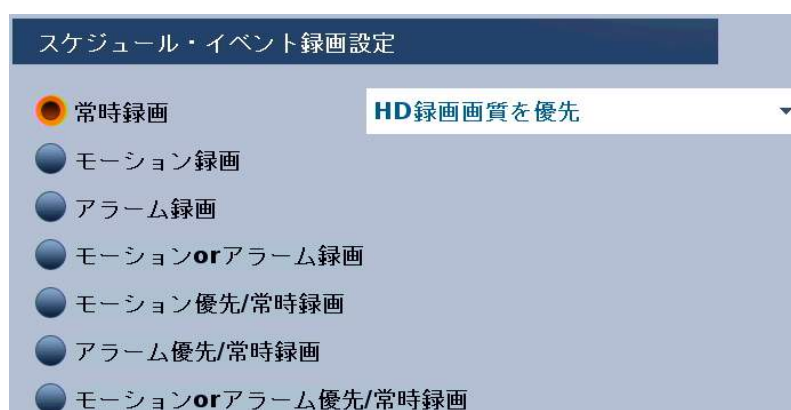 スケジュール・イベント録画設定
常時録画 HD録画画質を優先
モーション録画
アラーム録画
モーションorアラーム録画
モーション優先/常時録画
アラーム優先/常時録画
モーションorアラーム優先/常時録画